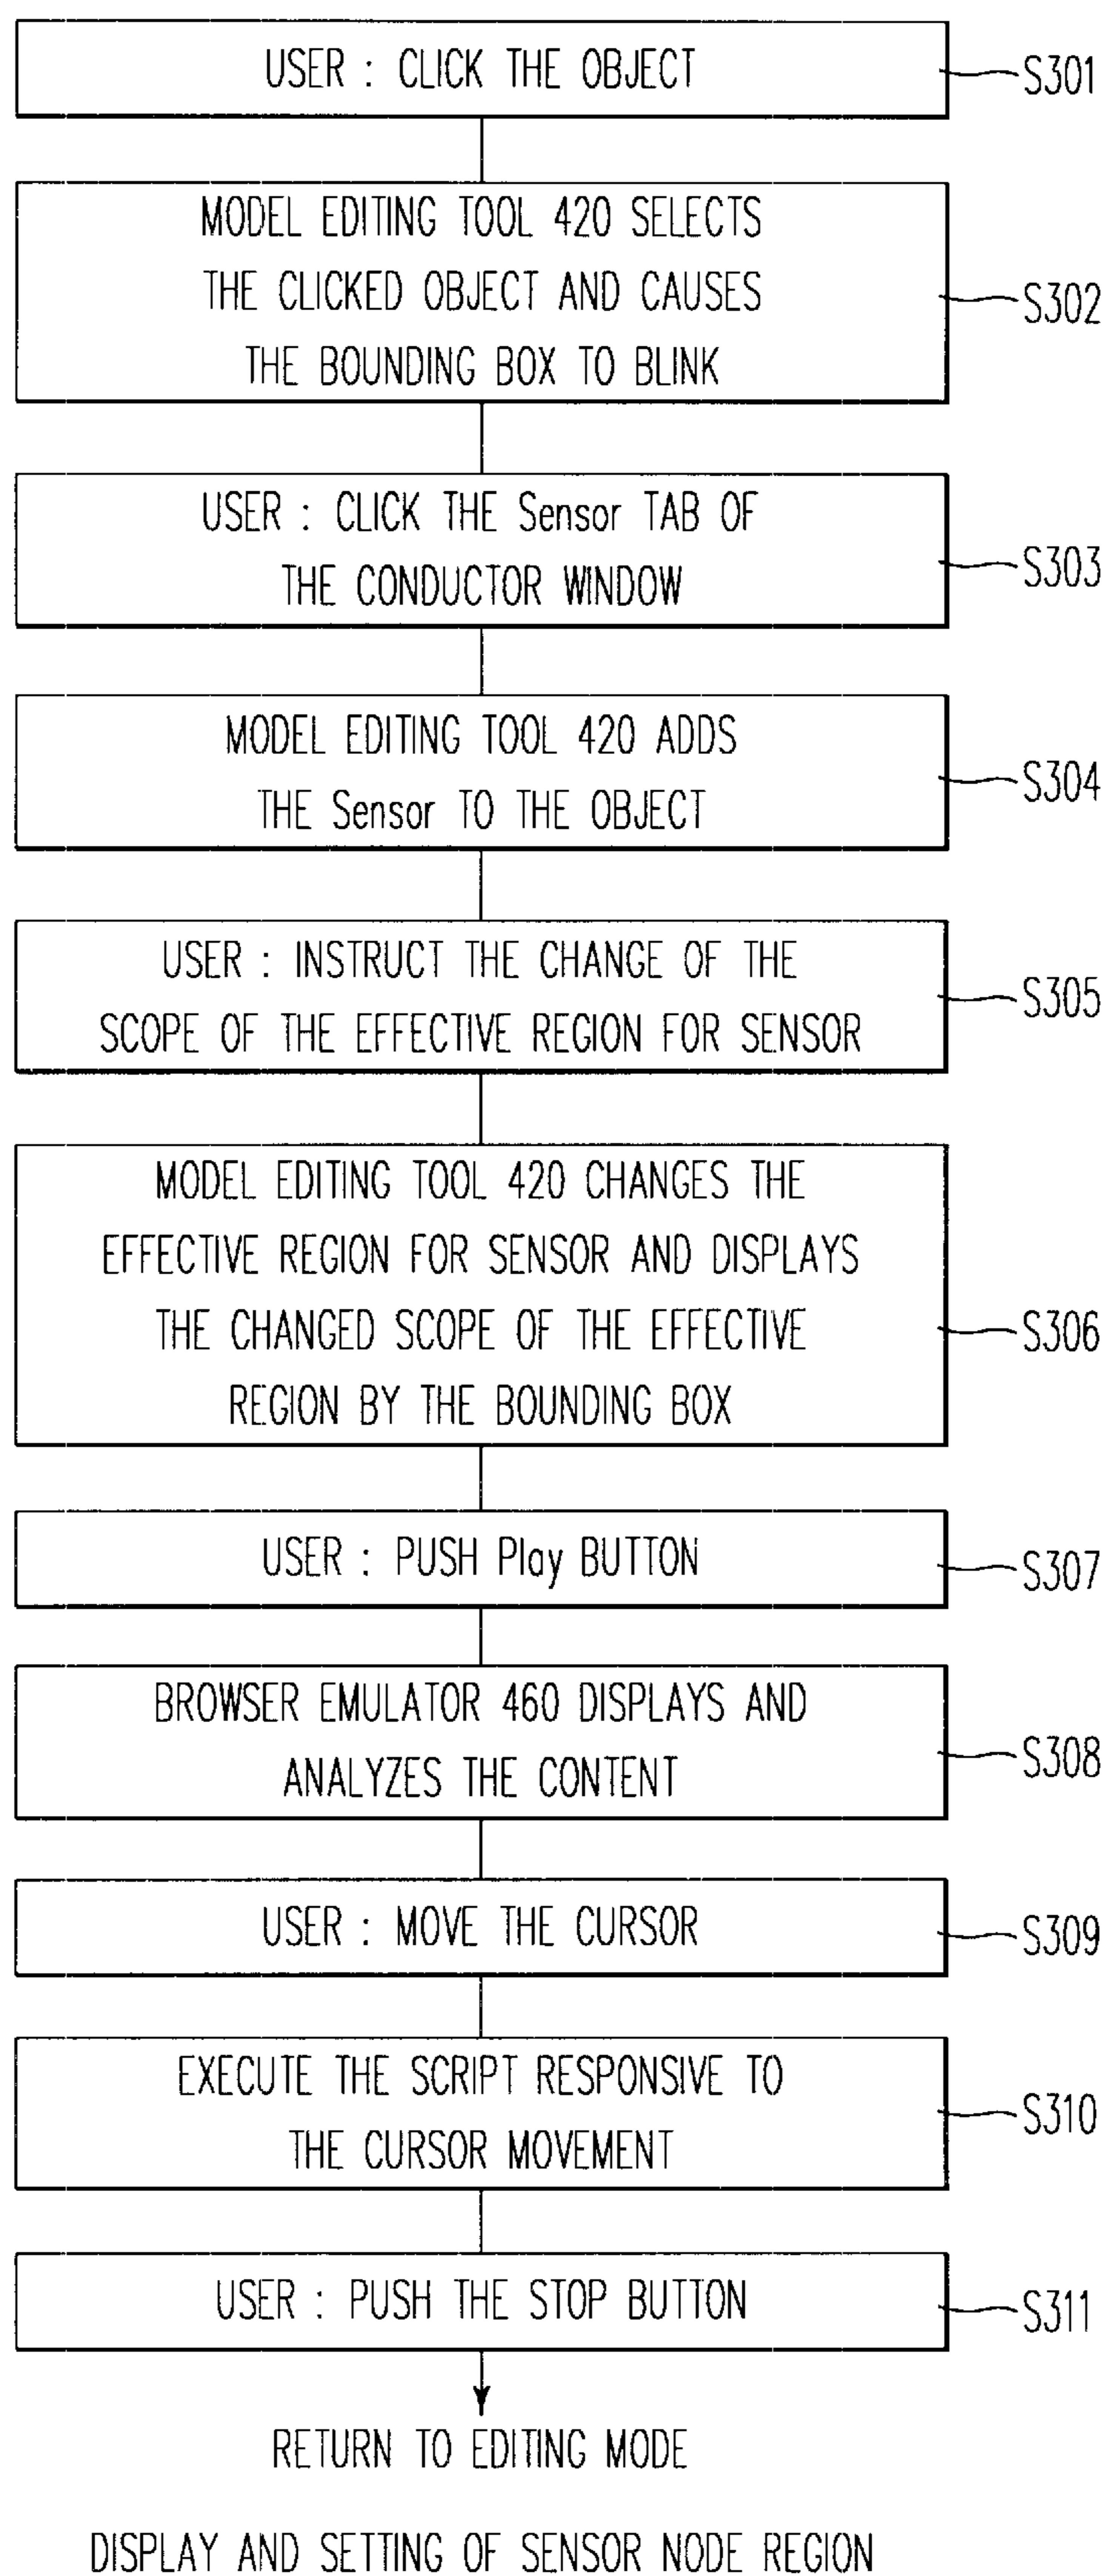 USER : CLICK THE OBJECT
S301
MODEL EDITING TOOL 420 SELECTS
THE CLICKED OBJECT AND CAUSES
THE BOUNDING BOX TO BLINK
S302
USER : CLICK THE Sensor TAB OF
THE CONDUCTOR WINDOW
S303
MODEL EDITING TOOL 420 ADDS
THE Sensor TO THE OBJECT
S304
USER : INSTRUCT THE CHANGE OF THE
SCOPE OF THE EFFECTIVE REGION FOR SENSOR
S305
MODEL EDITING TOOL 420 CHANGES THE
EFFECTIVE REGION FOR SENSOR AND DISPLAYS
THE CHANGED SCOPE OF THE EFFECTIVE
REGION BY THE BOUNDING BOX
S306
USER : PUSH Play BUTTON
S307
BROWSER EMULATOR 460 DISPLAYS AND
ANALYZES THE CONTENT
S308
USER : MOVE THE CURSOR
S309
EXECUTE THE SCRIPT RESPONSIVE TO
THE CURSOR MOVEMENT
S310
USER : PUSH THE STOP BUTTON
S311
RETURN TO EDITING MODE
DISPLAY AND SETTING OF SENSOR NODE REGION